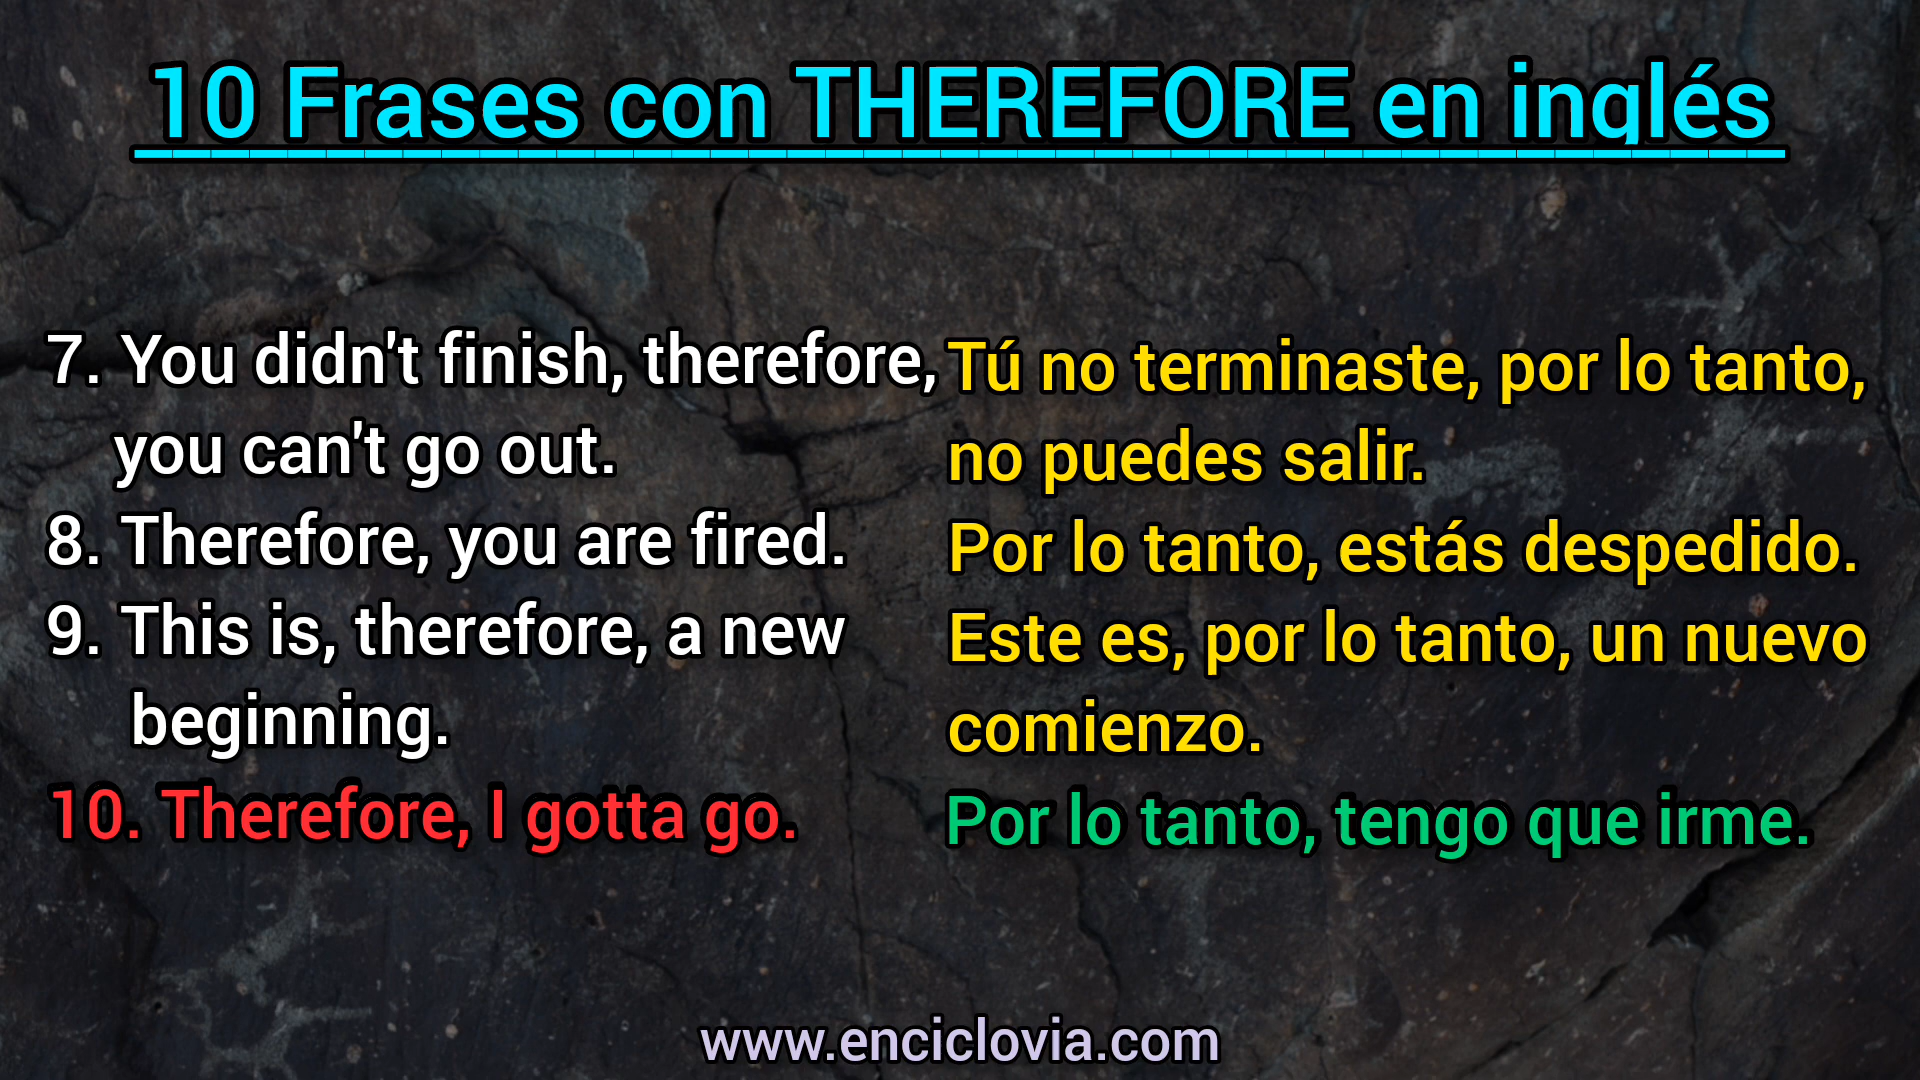 10 Frases con THEREFORE en inglés
7. You didn't finish, therefore,
you can't go out.
8. Therefore, you are fired.
9. This is, therefore, a new
beginning.
10. Therefore, I gotta go.
Tú no terminaste, por lo tanto,
no puedes salir.
Por lo tanto, estás despedido.
Este es, por lo tanto, un nuevo
comienzo.
Por lo tanto, tengo que irme.
www.enciclovia.com